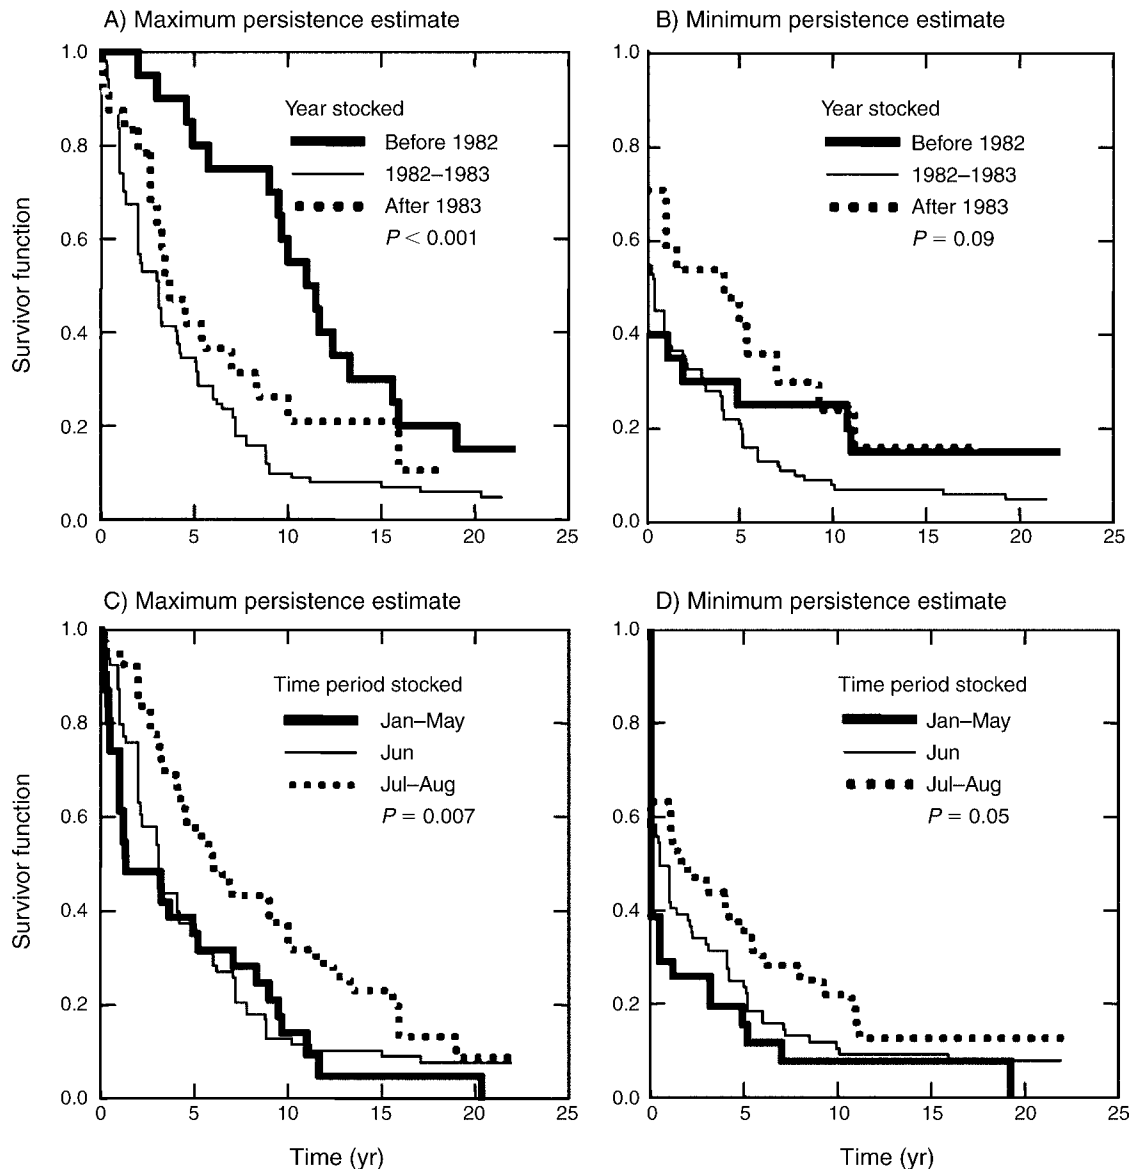 A) Maximum persistence estimate
B) Minimum persistence estimate
Survivor function
1.0
0.8
0.6
0.4
0.2
0.0
0 5 10 15 20 25
Year stocked
Before 1982
1982–1983
After 1983
P < 0.001
1.0
0.8
0.6
0.4
0.2
0.0
0 5 10 15 20 25
Year stocked
Before 1982
1982–1983
After 1983
P = 0.09
C) Maximum persistence estimate
D) Minimum persistence estimate
Survivor function
1.0
0.8
0.6
0.4
0.2
0.0
0 5 10 15 20 25
Time period stocked
Jan–May
Jun
Jul–Aug
P = 0.007
Time (yr)
1.0
0.8
0.6
0.4
0.2
0.0
0 5 10 15 20 25
Time period stocked
Jan–May
Jun
Jul–Aug
P = 0.05
Time (yr)